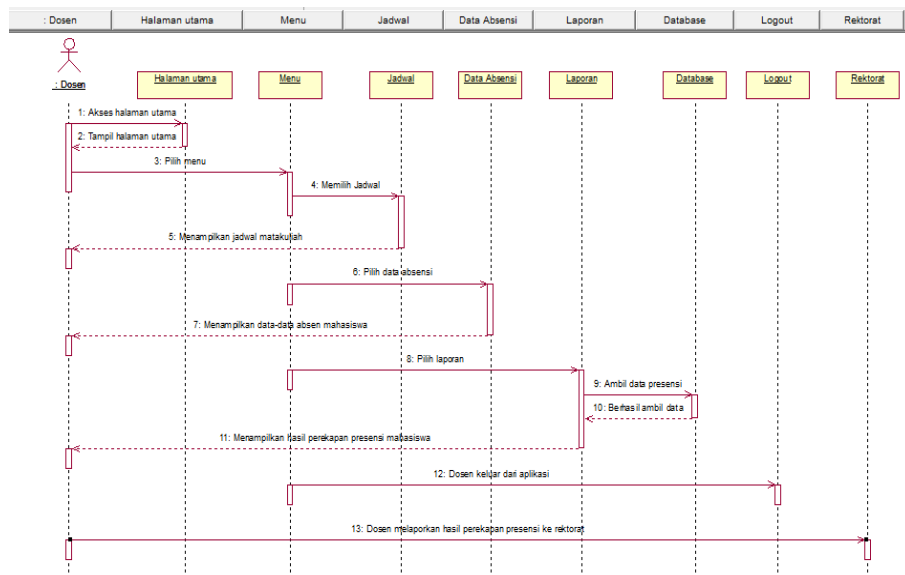 : Dosen Halaman utama Menu Jadwal Data Absensi Laporan Database Logout Rektorat
: Dosen Halaman utama Menu Jadwal Data Absensi Laporan Database Logout Rektorat
1: Akses halaman utama
2: Tampil halaman utama
3: Pilih menu
4: Memilih Jadwal
5: Menampilkan jadwal matakuliah
6: Pilih data absensi
7: Menampilkan data-data absen mahasiswa
8: Pilih laporan
9: Ambil data presensi
10: Berhasil ambil data
11: Menampilkan hasil perekapan presensi mahasiswa
12: Dosen keluar dari aplikasi
13: Dosen melaporkan hasil perekapan presensi ke rektorat